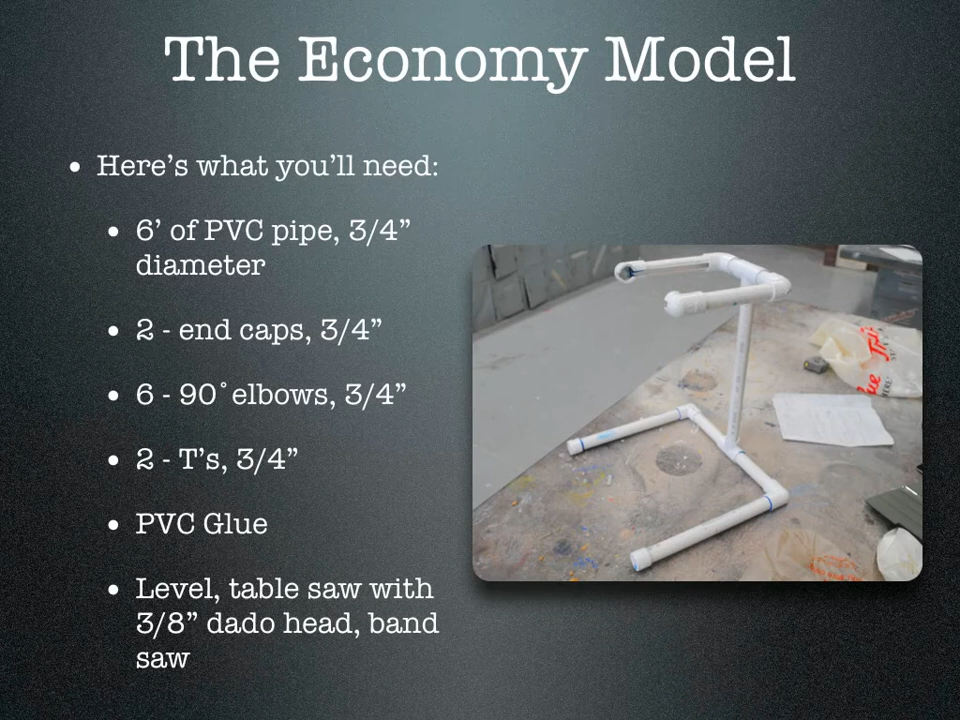 The Economy Model
• Here’s what you’ll need:
• 6’ of PVC pipe, 3/4”
diameter
• 2 - end caps, 3/4”
• 6 - 90˚elbows, 3/4”
• 2 - T’s, 3/4”
• PVC Glue
• Level, table saw with
3/8” dado head, band
saw